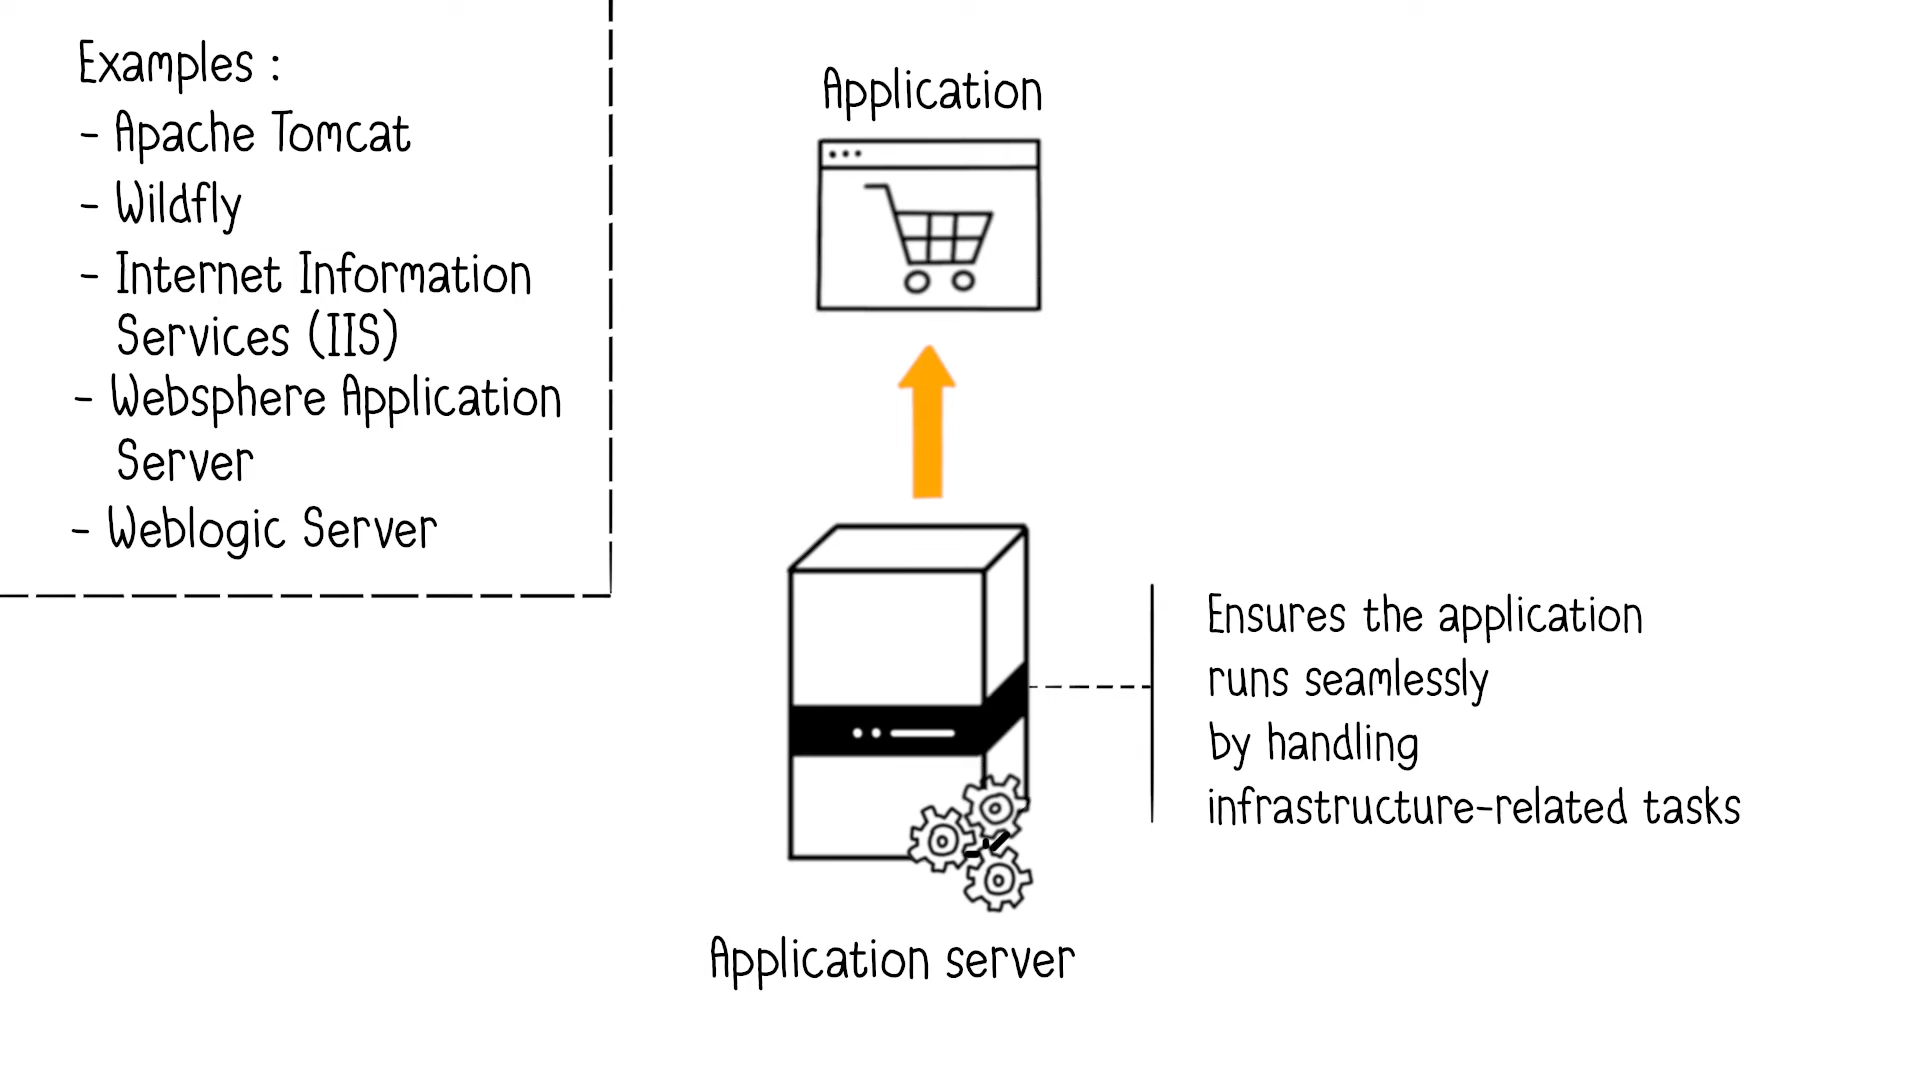 Examples :
- Apache Tomcat
- Wildfly
- Internet Information
Services (IIS)
- Websphere Application
Server
- Weblogic Server
Application
Ensures the application
runs seamlessly
by handling
infrastructure-related tasks
Application server